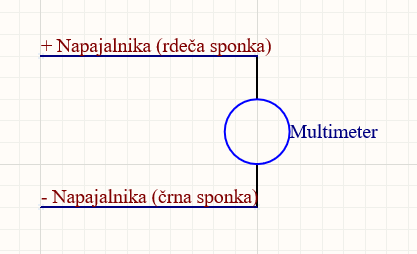 + Napajalnika (rdeča sponka)
Multimeter
- Napajalnika (črna sponka)